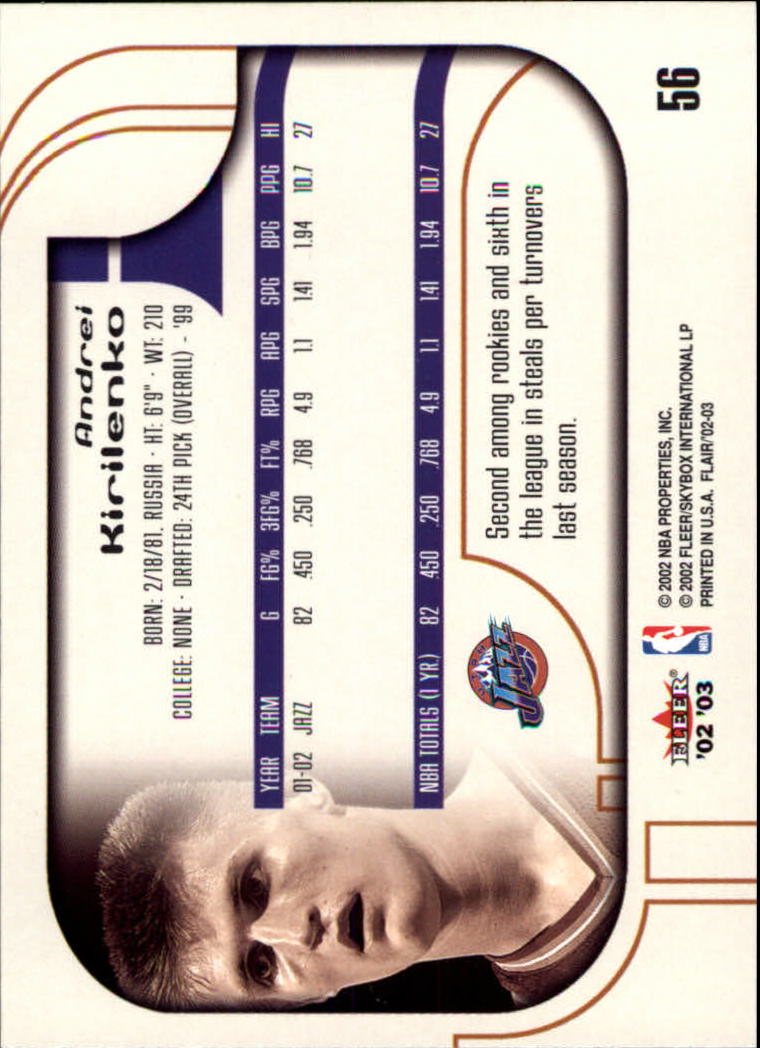 56
Andrei
Kirilenko
BORN: 2/18/81. RUSSIA · HT: 6'9" · WT: 210
COLLEGE: NONE · DRAFTED: 24TH PICK (OVERALL) - '99
YEAR TEAM G FG% 3FG% FT% RPG APG SPG BPG PPG HI
01-02 JAZZ 82 .450 .250 .768 4.9 1.1 1.41 1.94 10.7 27
NBA TOTALS (1 YR.) 82 .450 .250 .768 4.9 1.1 1.41 1.94 10.7 27
UTAH
JAZZ
Second among rookies and sixth in
the league in steals per turnovers
last season.
FLEER®
'02 '03
NBA
© 2002 NBA PROPERTIES, INC.
© 2002 FLEER/SKYBOX INTERNATIONAL LP
PRINTED IN U.S.A. FLAIR/'02-03